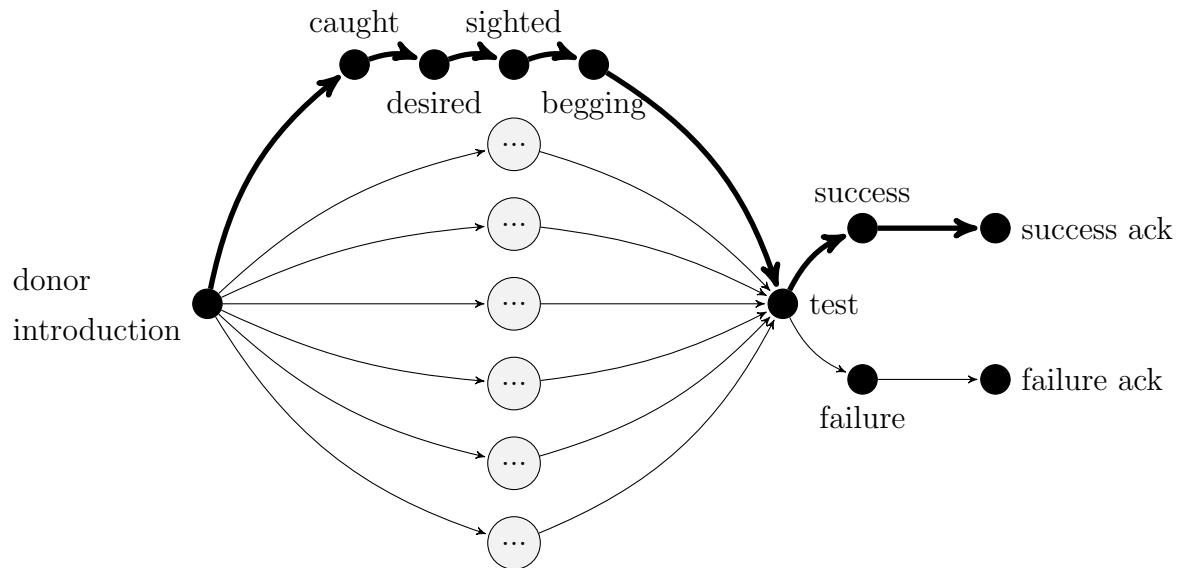 caught
sighted
desired
begging
...
...
success
success ack
donor
introduction
...
test
...
failure ack
failure
...
...